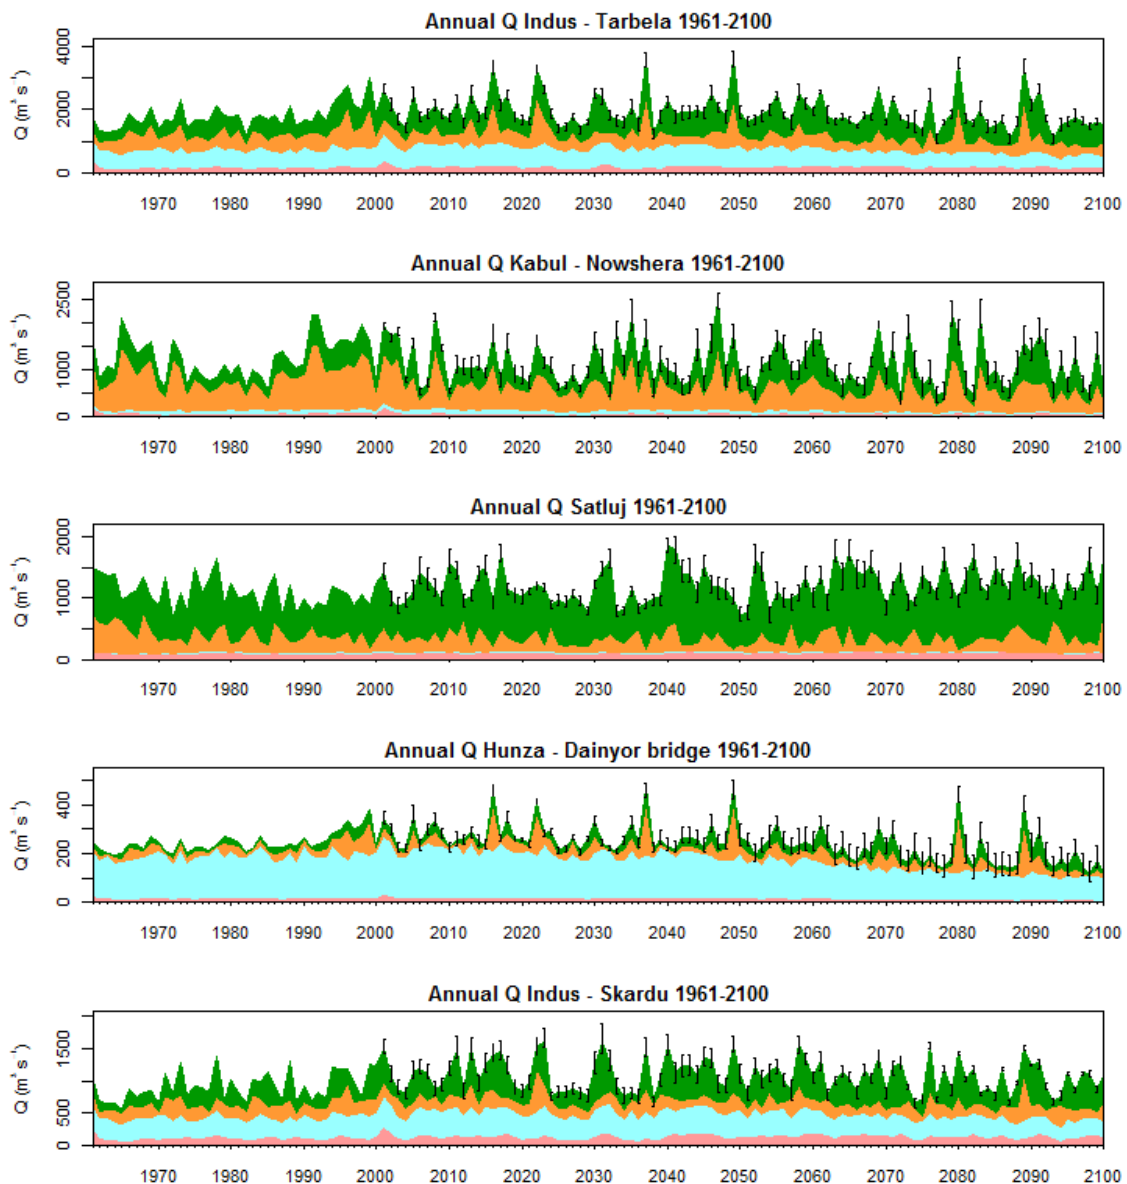 Annual Q Indus - Tarbela 1961-2100
Q (m³ s⁻¹)
0 2000 4000
1970 1980 1990 2000 2010 2020 2030 2040 2050 2060 2070 2080 2090 2100
Annual Q Kabul - Nowshera 1961-2100
Q (m³ s⁻¹)
0 1000 2500
1970 1980 1990 2000 2010 2020 2030 2040 2050 2060 2070 2080 2090 2100
Annual Q Satluj 1961-2100
Q (m³ s⁻¹)
0 1000 2000
1970 1980 1990 2000 2010 2020 2030 2040 2050 2060 2070 2080 2090 2100
Annual Q Hunza - Dainyor bridge 1961-2100
Q (m³ s⁻¹)
0 200 400
1970 1980 1990 2000 2010 2020 2030 2040 2050 2060 2070 2080 2090 2100
Annual Q Indus - Skardu 1961-2100
Q (m³ s⁻¹)
0 500 1500
1970 1980 1990 2000 2010 2020 2030 2040 2050 2060 2070 2080 2090 2100